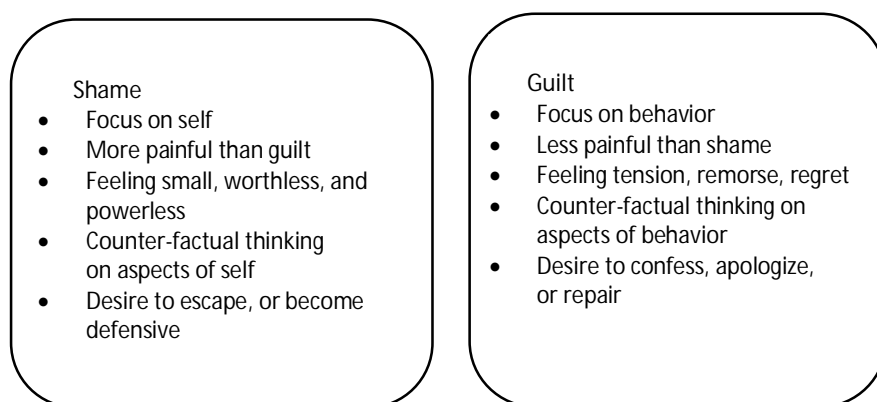 Shame
• Focus on self
• More painful than guilt
• Feeling small, worthless, and
powerless
• Counter-factual thinking
on aspects of self
• Desire to escape, or become
defensive
Guilt
• Focus on behavior
• Less painful than shame
• Feeling tension, remorse, regret
• Counter-factual thinking on
aspects of behavior
• Desire to confess, apologize,
or repair